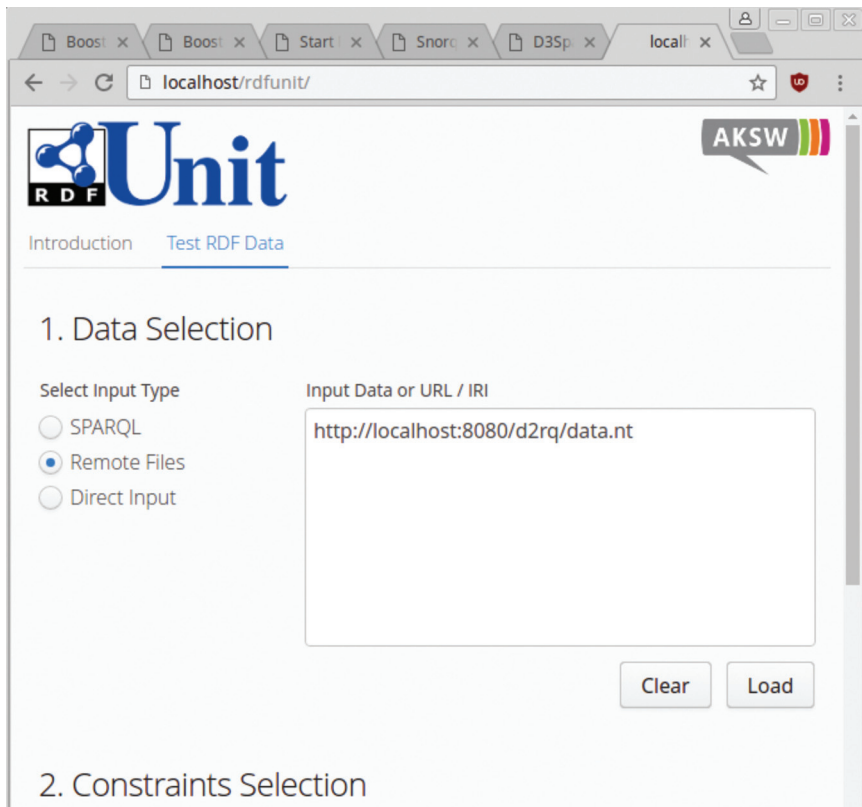 Boost
Boost
Start
Snorq
D3Sp
localh
localhost/rdfunit/
RDF Unit
AKSW
Introduction Test RDF Data
1. Data Selection
Select Input Type Input Data or URL / IRI
SPARQL http://localhost:8080/d2rq/data.nt
Remote Files
Direct Input
Clear Load
2. Constraints Selection